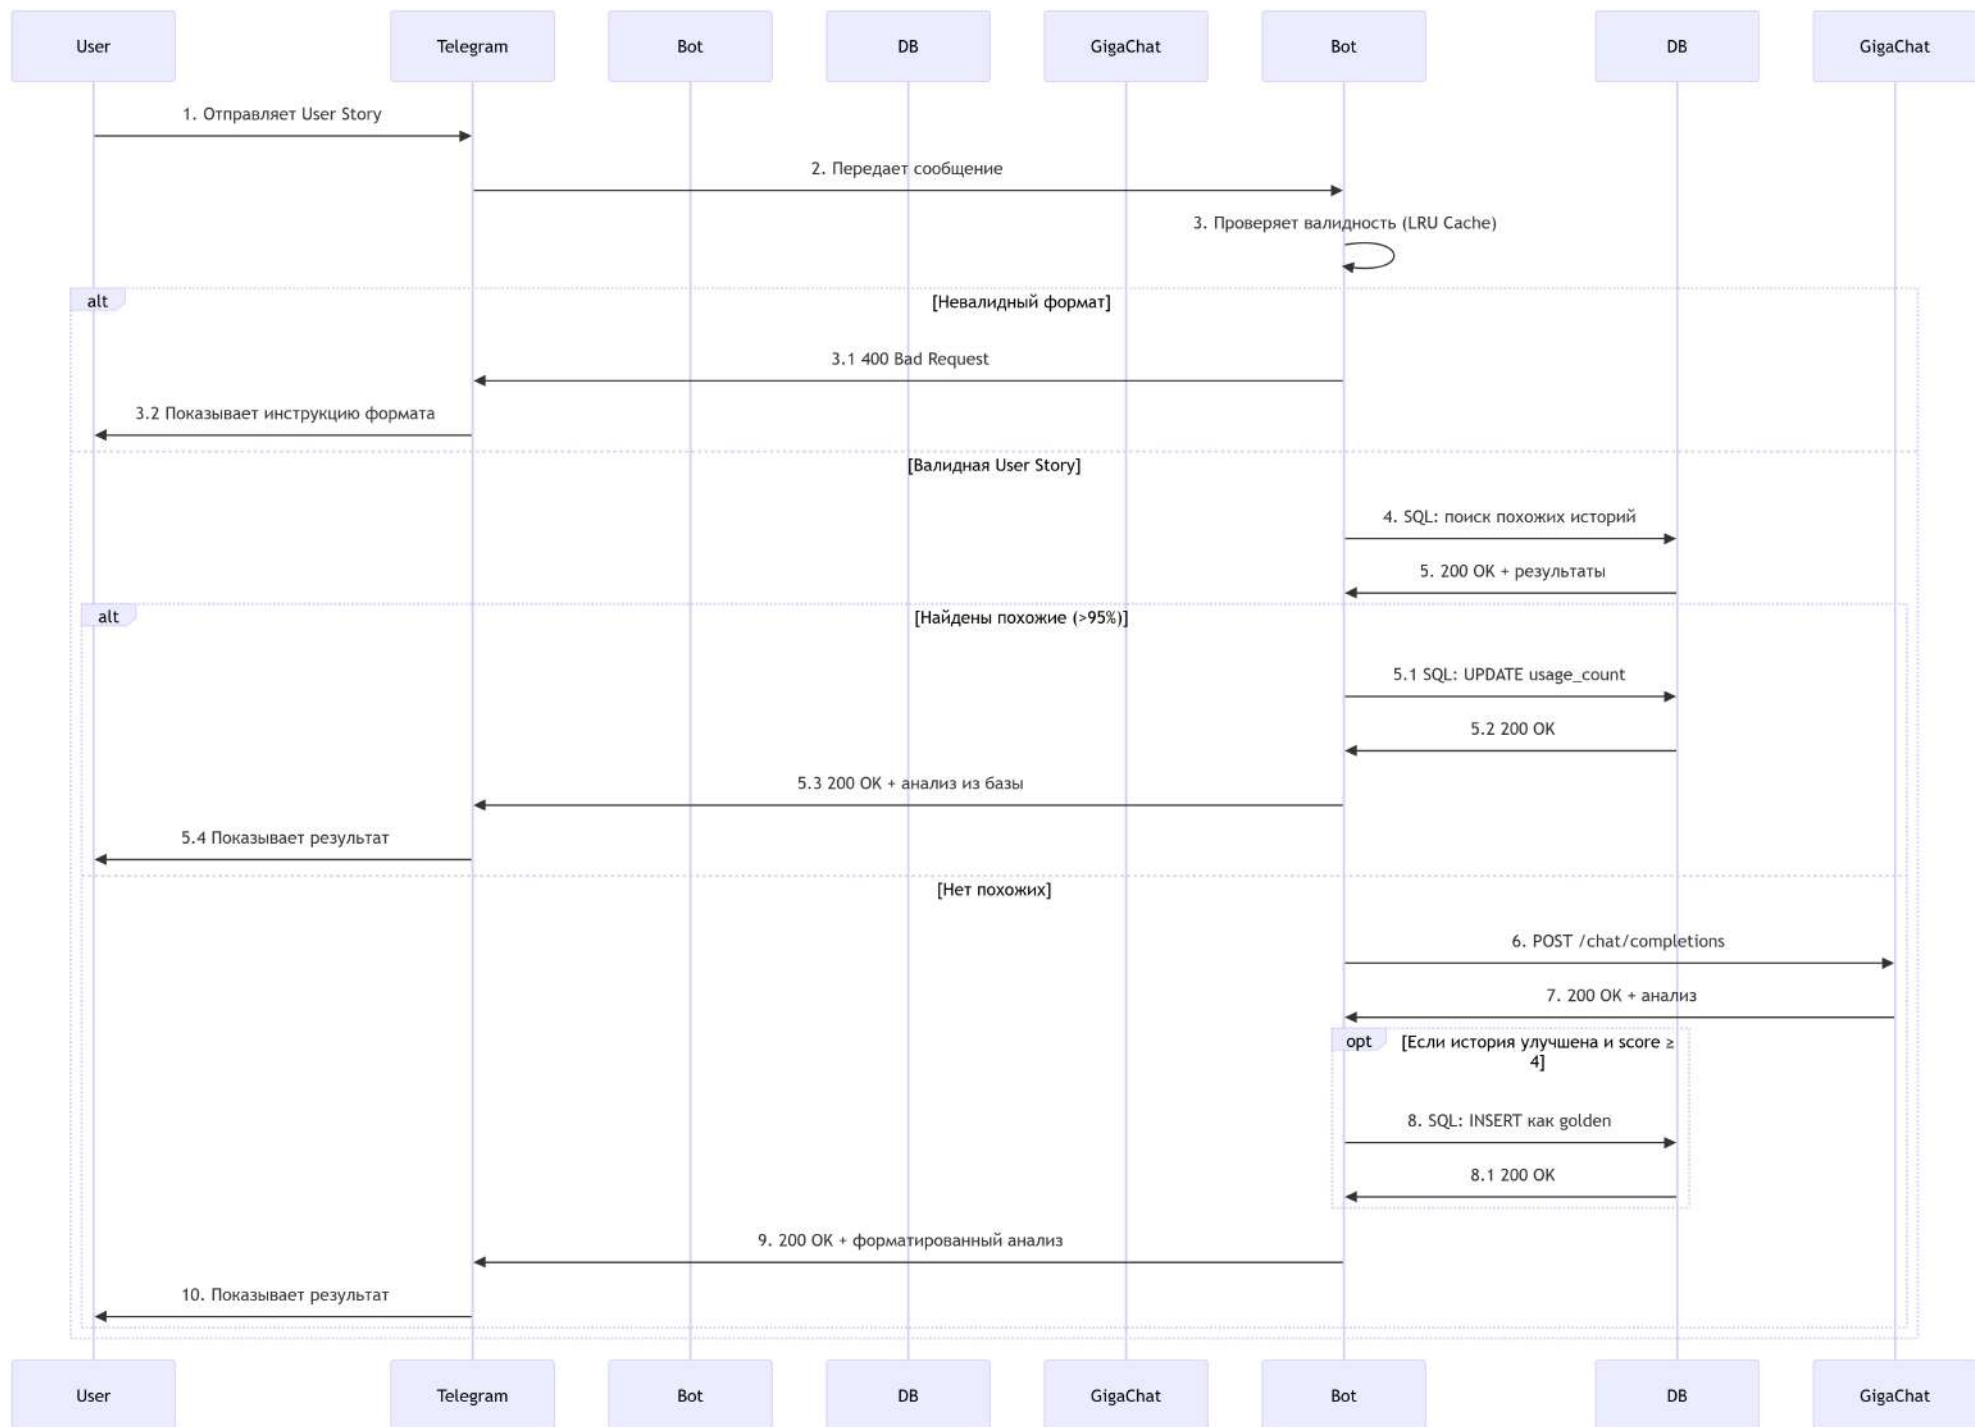 User
Telegram
Bot
DB
GigaChat
Bot
DB
GigaChat
1. Отправляет User Story
2. Передает сообщение
3. Проверяет валидность (LRU Cache)
alt
[Невалидный формат]
3.1 400 Bad Request
3.2 Показывает инструкцию формата
[Валидная User Story]
4. SQL: поиск похожих историй
5. 200 OK + результаты
alt
[Найдены похожие (>95%)]
5.1 SQL: UPDATE usage_count
5.2 200 OK
5.3 200 OK + анализ из базы
5.4 Показывает результат
[Нет похожих]
6. POST /chat/completions
7. 200 OK + анализ
opt
[Если история улучшена и score ≥
4]
8. SQL: INSERT как golden
8.1 200 OK
9. 200 OK + форматированный анализ
10. Показывает результат
User
Telegram
Bot
DB
GigaChat
Bot
DB
GigaChat